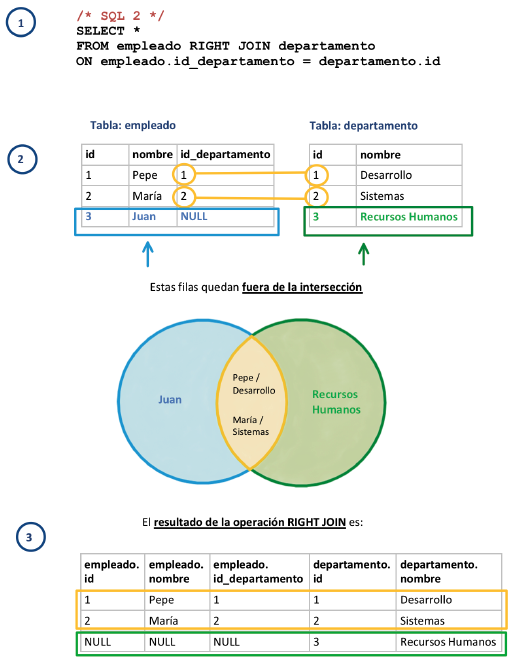 1
/* SQL 2 */
SELECT *
FROM empleado RIGHT JOIN departamento
ON empleado.id_departamento = departamento.id
2
Tabla: empleado
id nombre id_departamento
1 Pepe 1
2 María 2
3 Juan NULL
Tabla: departamento
id nombre
1 Desarrollo
2 Sistemas
3 Recursos Humanos
Estas filas quedan fuera de la intersección
Juan
Pepe /
Desarrollo
María /
Sistemas
Recursos
Humanos
3
El resultado de la operación RIGHT JOIN es:
empleado. empleado. empleado. departamento. departamento.
id nombre id_departamento id nombre
1 Pepe 1 1 Desarrollo
2 María 2 2 Sistemas
NULL NULL NULL 3 Recursos Humanos